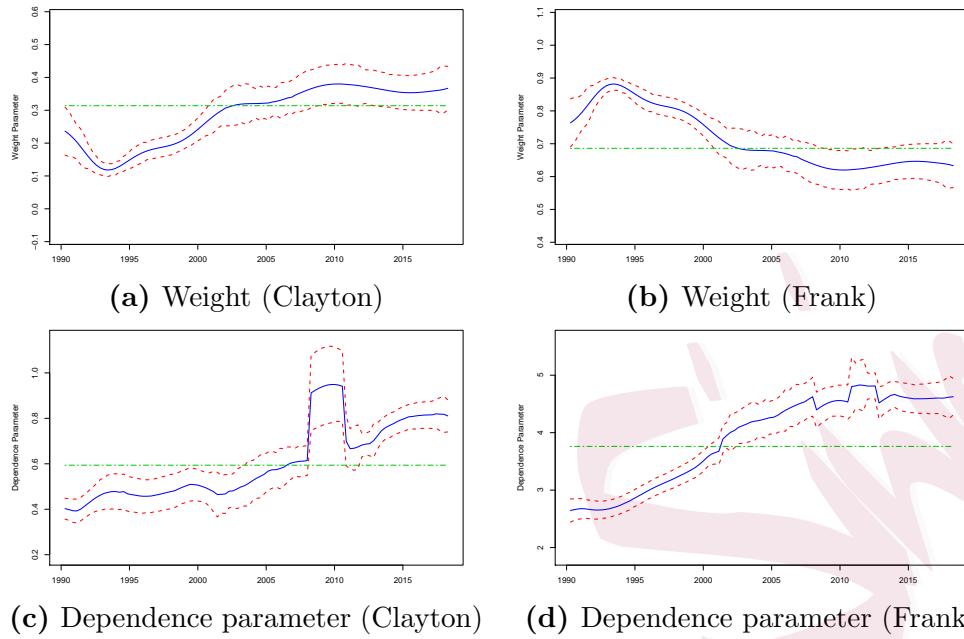 0.6
0.5
0.4
0.3
0.2
0.1
0.0
−0.1
Weight Parameter
1990 1995 2000 2005 2010 2015
(a) Weight (Clayton)
1.1
1.0
0.9
0.8
0.7
0.6
0.5
0.4
Weight Parameter
1990 1995 2000 2005 2010 2015
(b) Weight (Frank)
1.0
0.8
0.6
0.4
0.2
Dependence Parameter
1990 1995 2000 2005 2010 2015
(c) Dependence parameter (Clayton)
5
4
3
2
Dependence Parameter
1990 1995 2000 2005 2010 2015
(d) Dependence parameter (Frank